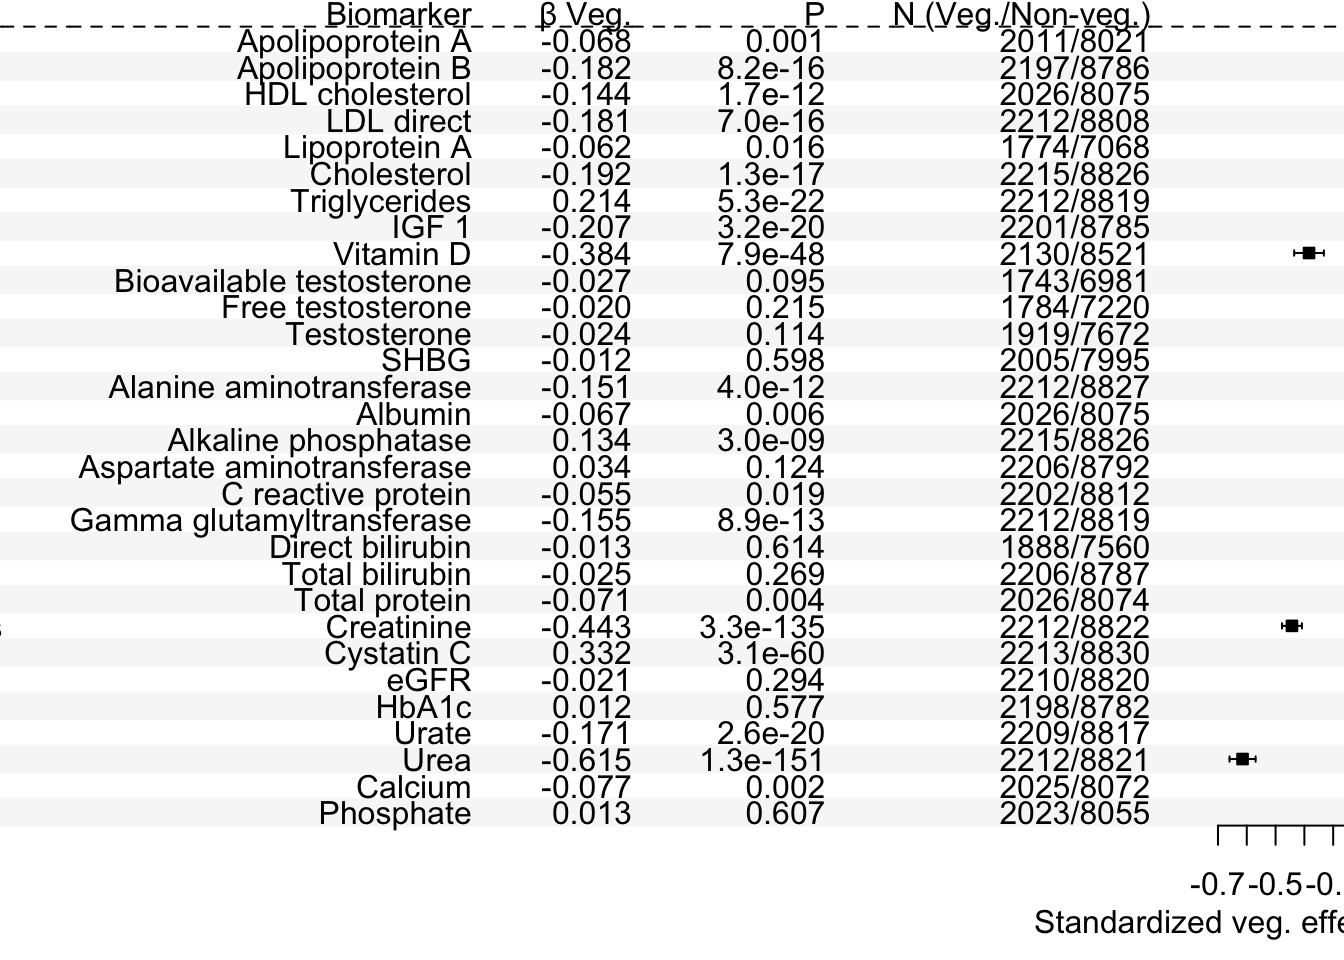 Biomarker β Veg. P N (Veg./Non-veg.)
Apolipoprotein A -0.068 0.001 2011/8021
Apolipoprotein B -0.182 8.2e-16 2197/8786
HDL cholesterol -0.144 1.7e-12 2026/8075
LDL direct -0.181 7.0e-16 2212/8808
Lipoprotein A -0.062 0.016 1774/7068
Cholesterol -0.192 1.3e-17 2215/8826
Triglycerides 0.214 5.3e-22 2212/8819
IGF 1 -0.207 3.2e-20 2201/8785
Vitamin D -0.384 7.9e-48 2130/8521
Bioavailable testosterone -0.027 0.095 1743/6981
Free testosterone -0.020 0.215 1784/7220
Testosterone -0.024 0.114 1919/7672
SHBG -0.012 0.598 2005/7995
Alanine aminotransferase -0.151 4.0e-12 2212/8827
Albumin -0.067 0.006 2026/8075
Alkaline phosphatase 0.134 3.0e-09 2215/8826
Aspartate aminotransferase 0.034 0.124 2206/8792
C reactive protein -0.055 0.019 2202/8812
Gamma glutamyltransferase -0.155 8.9e-13 2212/8819
Direct bilirubin -0.013 0.614 1888/7560
Total bilirubin -0.025 0.269 2206/8787
Total protein -0.071 0.004 2026/8074
Creatinine -0.443 3.3e-135 2212/8822
Cystatin C 0.332 3.1e-60 2213/8830
eGFR -0.021 0.294 2210/8820
HbA1c 0.012 0.577 2198/8782
Urate -0.171 2.6e-20 2209/8817
Urea -0.615 1.3e-151 2212/8821
Calcium -0.077 0.002 2025/8072
Phosphate 0.013 0.607 2023/8055
-0.7 -0.5 -0.
Standardized veg. effe